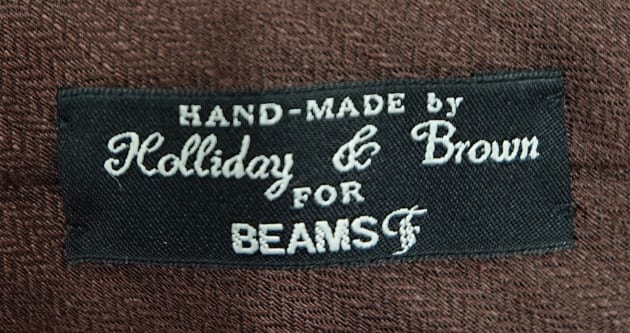 HAND-MADE by
Holliday & Brown
FOR
BEAMS F